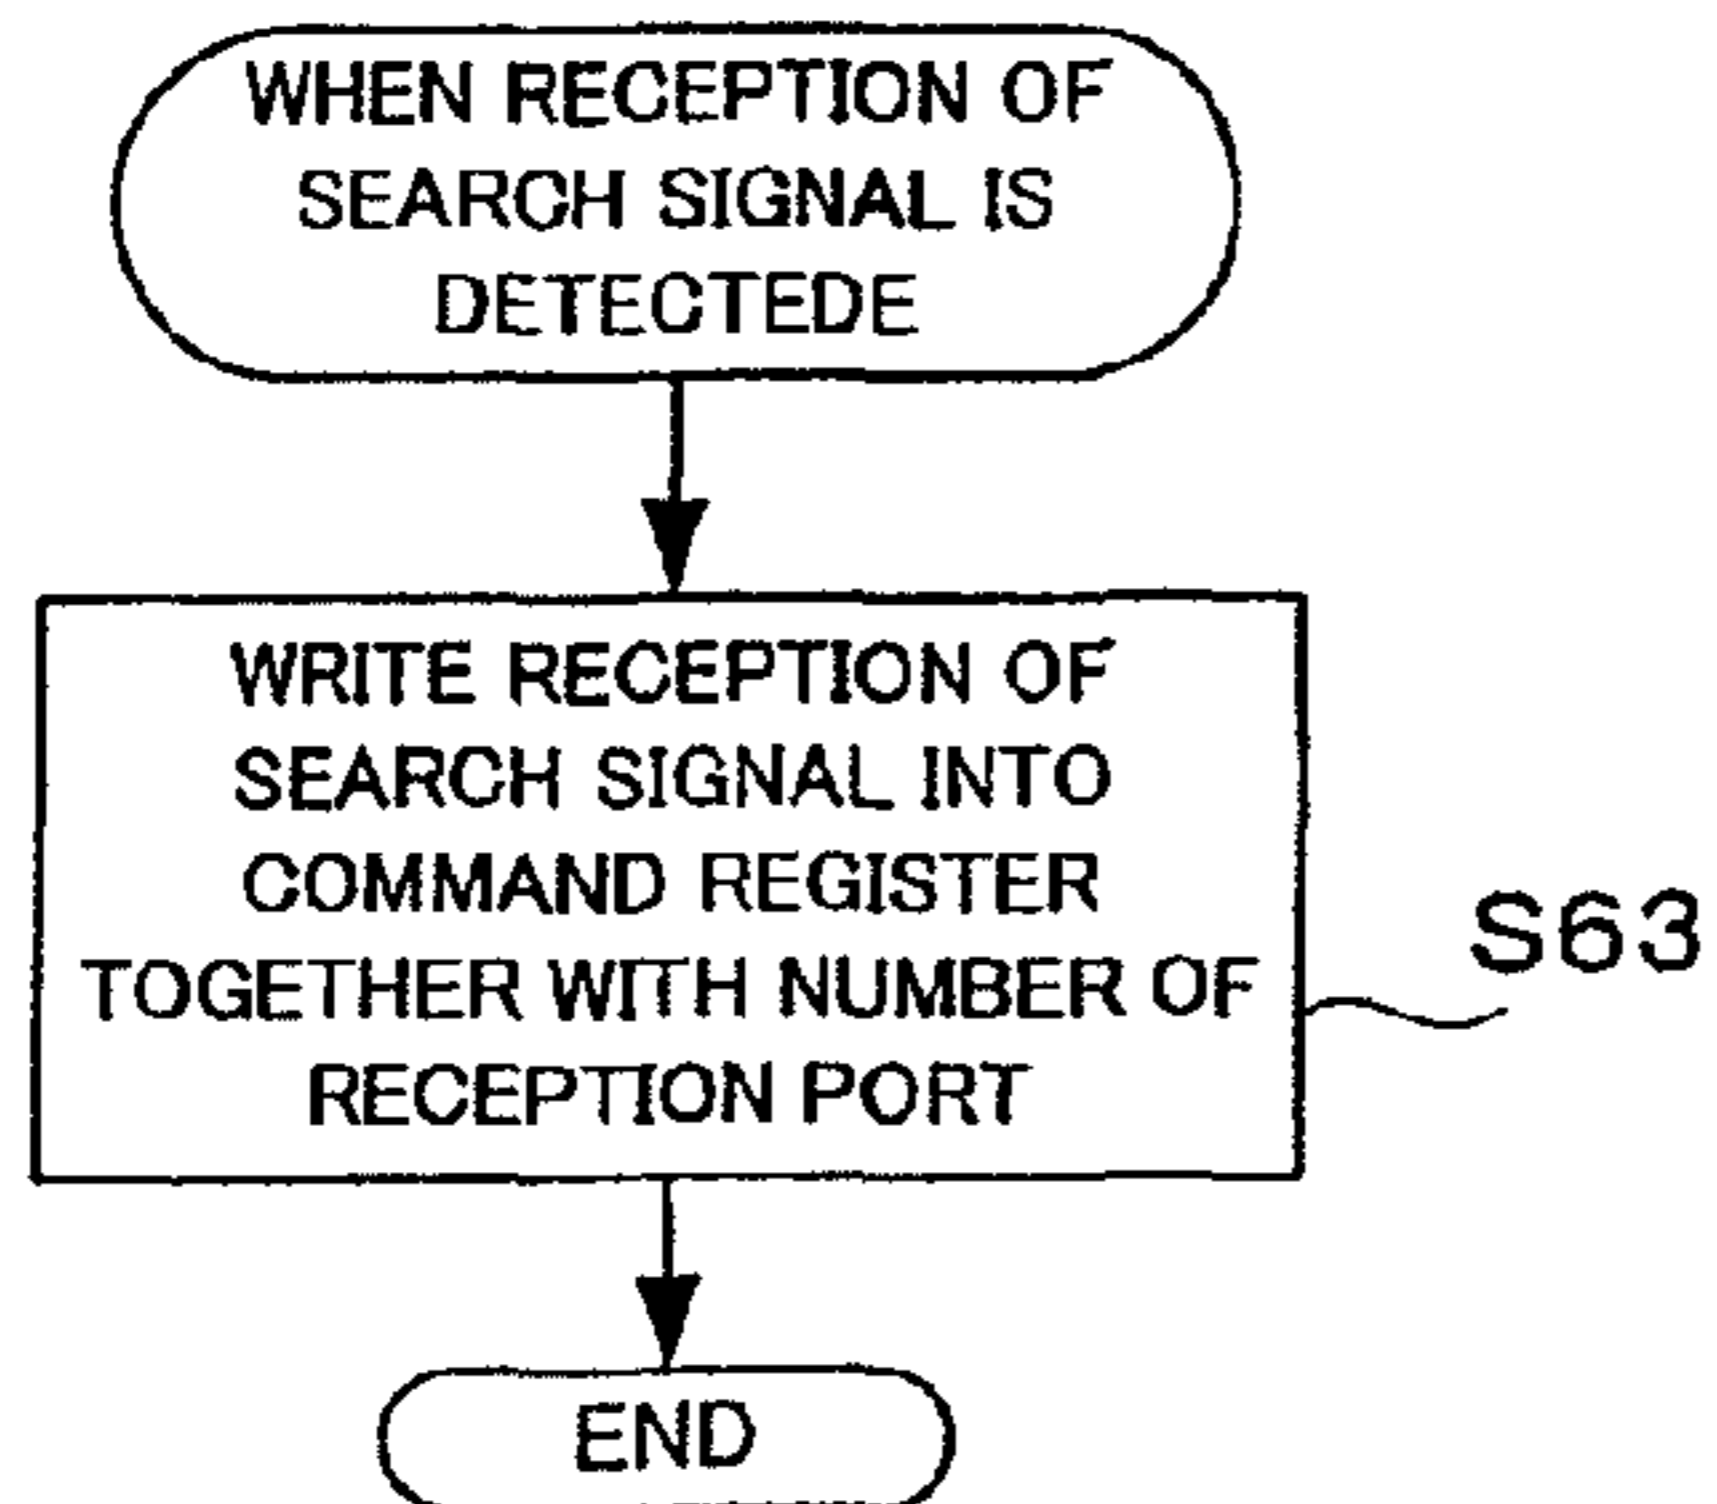 WHEN RECEPTION OF
SEARCH SIGNAL IS
DETECTEDE
WRITE RECEPTION OF
SEARCH SIGNAL INTO
COMMAND REGISTER
TOGETHER WITH NUMBER OF
RECEPTION PORT
S63
END